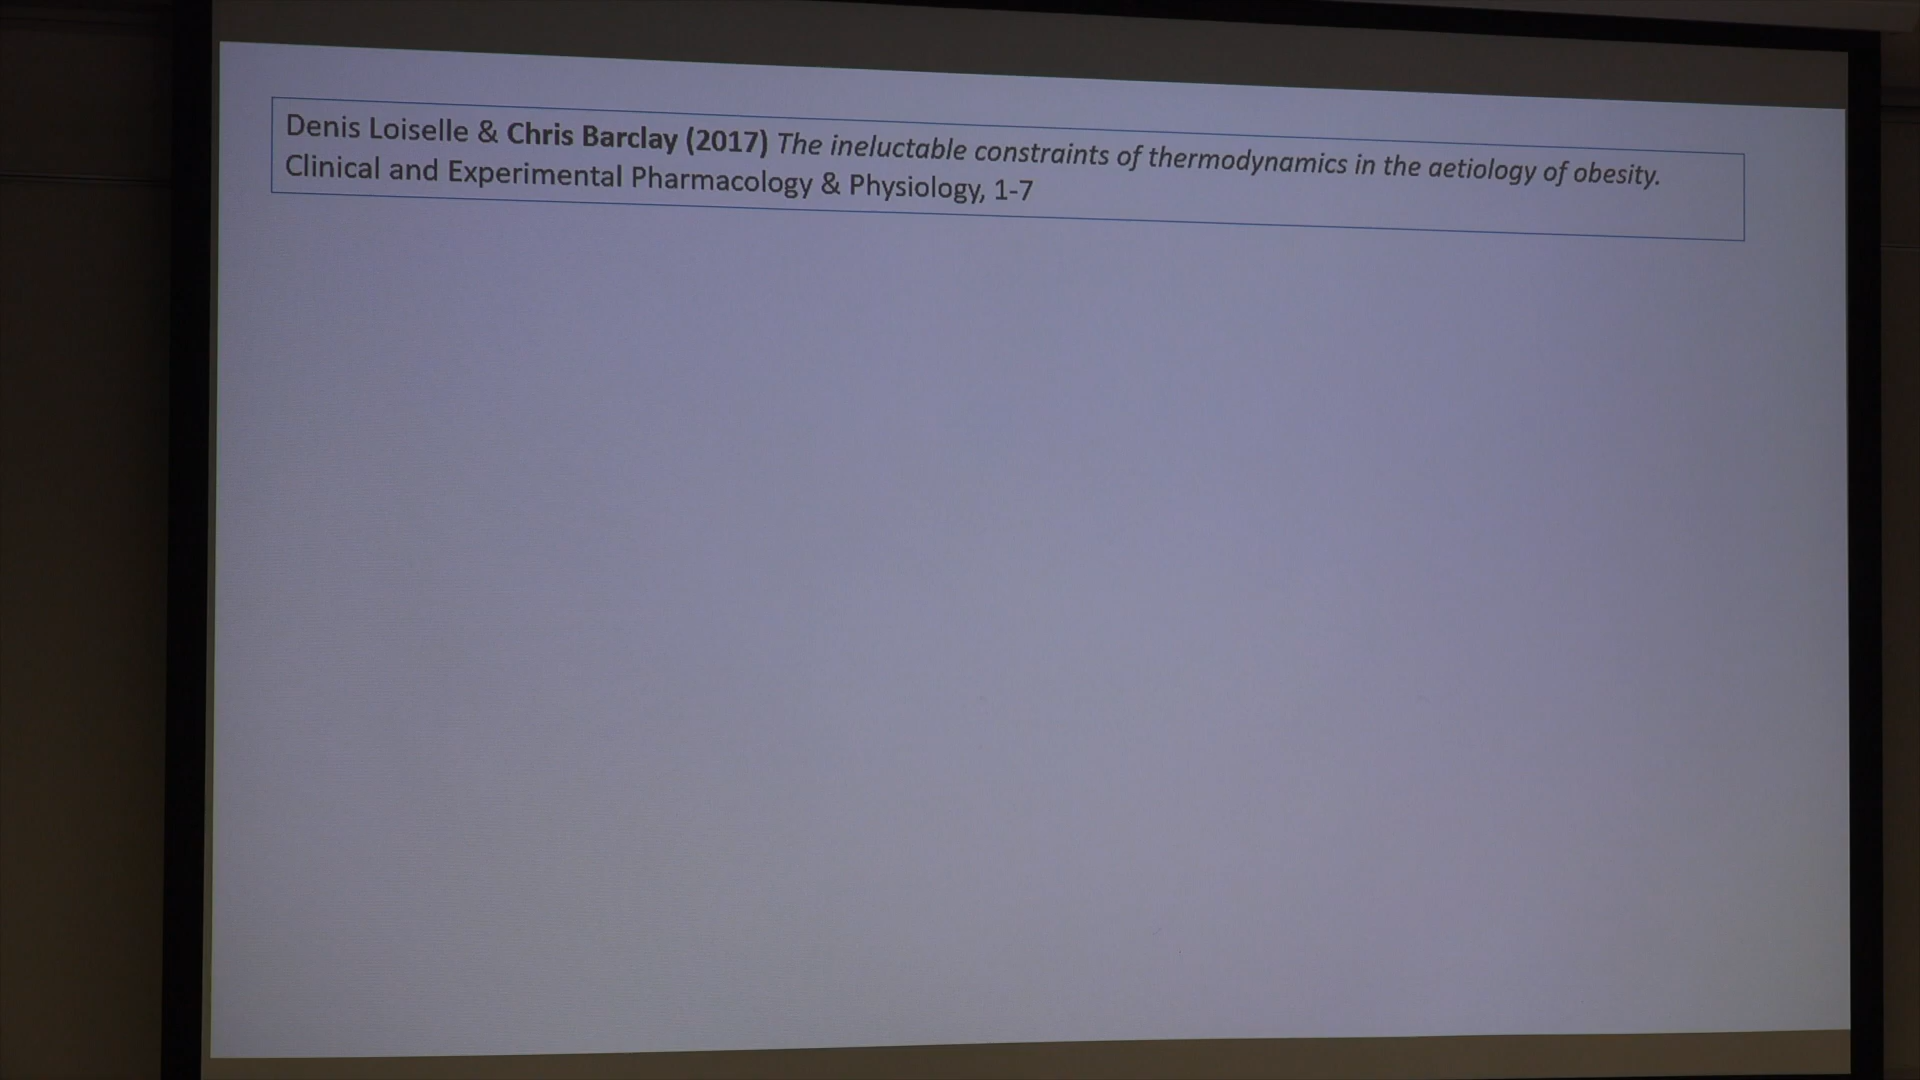 Denis Loiselle & Chris Barclay (2017) The ineluctable constraints of thermodynamics in the aetiology of obesity.
Clinical and Experimental Pharmacology & Physiology, 1-7